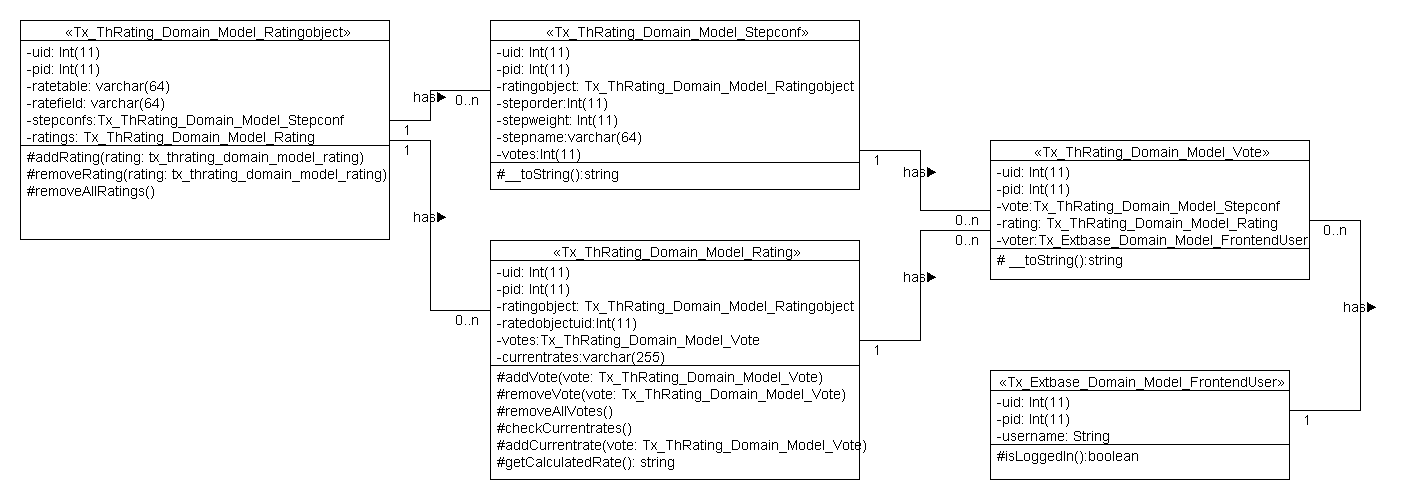 «Tx_ThRating_Domain_Model_Ratingobject»
-uid: Int(11)
-pid: Int(11)
-ratetable: varchar(64)
-ratefield: varchar(64)
-stepconfs:Tx_ThRating_Domain_Model_Stepconf
-ratings: Tx_ThRating_Domain_Model_Rating
#addRating(rating: tx_thrating_domain_model_rating)
#removeRating(rating: tx_thrating_domain_model_rating)
#removeAllRatings()
has
0..n
1
1
has
0..n
«Tx_ThRating_Domain_Model_Stepconf»
-uid: Int(11)
-pid: Int(11)
-ratingobject: Tx_ThRating_Domain_Model_Ratingobject
-steporder:Int(11)
-stepweight: Int(11)
-stepname:varchar(64)
-votes:Int(11)
#__toString():string
1
has
0..n
«Tx_ThRating_Domain_Model_Rating»
-uid: Int(11)
-pid: Int(11)
-ratingobject: Tx_ThRating_Domain_Model_Ratingobject
-ratedobjectuid:Int(11)
-votes:Tx_ThRating_Domain_Model_Vote
-currentrates:varchar(255)
#addVote(vote: Tx_ThRating_Domain_Model_Vote)
#removeVote(vote: Tx_ThRating_Domain_Model_Vote)
#removeAllVotes()
#checkCurrentrates()
#addCurrentrate(vote: Tx_ThRating_Domain_Model_Vote)
#getCalculatedRate(): string
0..n
has
1
«Tx_ThRating_Domain_Model_Vote»
-uid: Int(11)
-pid: Int(11)
-vote:Tx_ThRating_Domain_Model_Stepconf
-rating: Tx_ThRating_Domain_Model_Rating
-voter:Tx_Extbase_Domain_Model_FrontendUser
# __toString():string
0..n
has
1
«Tx_Extbase_Domain_Model_FrontendUser»
-uid: Int(11)
-pid: Int(11)
-username: String
#isLoggedIn():boolean